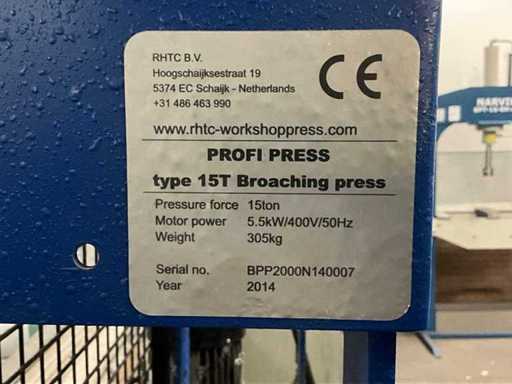 RHTC B.V.
Hoogschaijksestraat 19
5374 EC Schaijk - Netherlands
+31 486 463 990
CE
www.rhtc-workshoppress.com
PROFI PRESS
type 15T Broaching press
Pressure force 15ton
Motor power 5.5kW/400V/50Hz
Weight 305kg
Serial no. BPP2000N140007
Year 2014